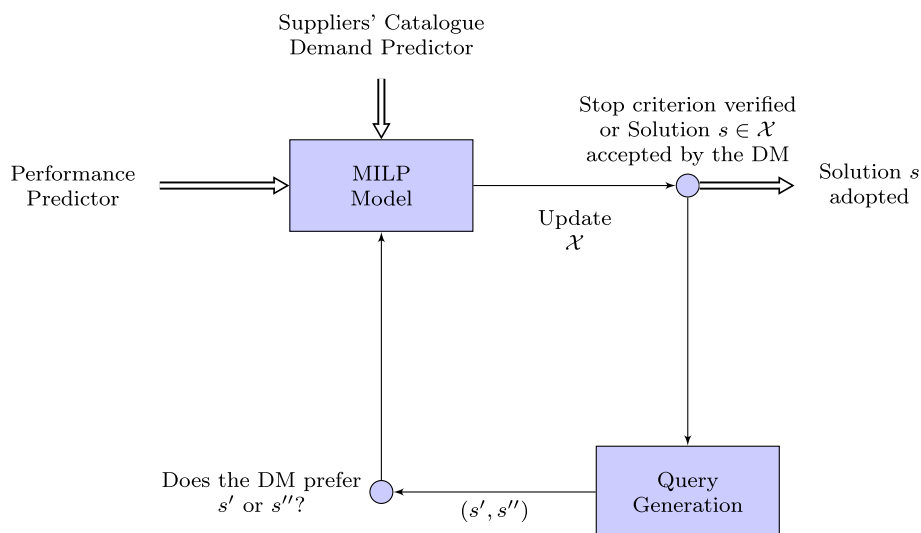 Suppliers' Catalogue
Demand Predictor
Stop criterion verified
or Solution s ∈ 𝒳
accepted by the DM
Performance
Predictor
MILP
Model
Solution s
adopted
Update
𝒳
Does the DM prefer
s′ or s″?
(s′, s″)
Query
Generation